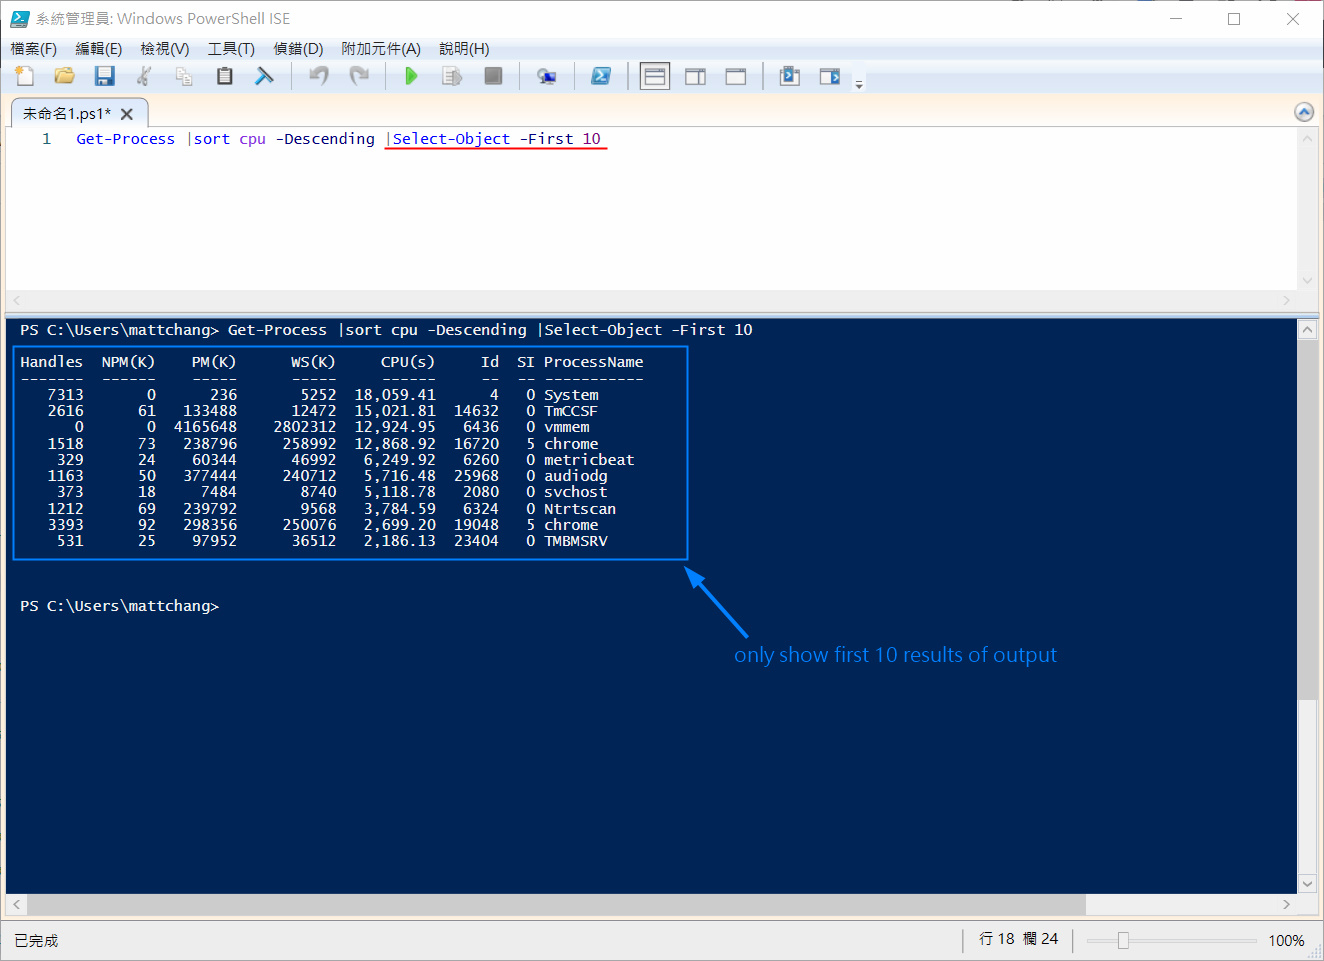 系統管理員: Windows PowerShell ISE
檔案(F) 編輯(E) 檢視(V) 工具(T) 偵錯(D) 附加元件(A) 說明(H)
未命名1.ps1*
1 Get-Process |sort cpu -Descending |Select-Object -First 10
PS C:\Users\mattchang> Get-Process |sort cpu -Descending |Select-Object -First 10
Handles NPM(K) PM(K) WS(K) CPU(s) Id SI ProcessName
------- ------ ----- ----- ------ -- -- -----------
7313 0 236 5252 18,059.41 4 0 System
2616 61 133488 12472 15,021.81 14632 0 TmCCSF
0 0 4165648 2802312 12,924.95 6436 0 vmmem
1518 73 238796 258992 12,868.92 16720 5 chrome
329 24 60344 46992 6,249.92 6260 0 metricbeat
1163 50 377444 240712 5,716.48 25968 0 audiodg
373 18 7484 8740 5,118.78 2080 0 svchost
1212 69 239792 9568 3,784.59 6324 0 Ntrtscan
3393 92 298356 250076 2,699.20 19048 5 chrome
531 25 97952 36512 2,186.13 23404 0 TMBMSRV
PS C:\Users\mattchang>
only show first 10 results of output
已完成
行 18 欄 24
100%